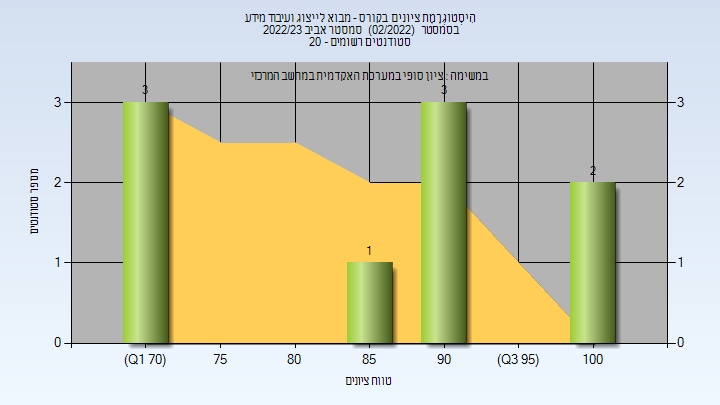 היסטוגרמת ציונים בקורס - מבוא לייצוג ועיבוד מידע
בסמסטר (02/2022) סמסטר אביב 2022/23
סטודנטים רשומים - 20
במשימה : ציון סופי במערכת האקדמית במחשב המרכזי
מספר סטודנטים
3
2
1
0
3
2
1
0
3
1
3
2
(Q1 70)
75
80
85
90
(Q3 95)
100
טווח ציונים